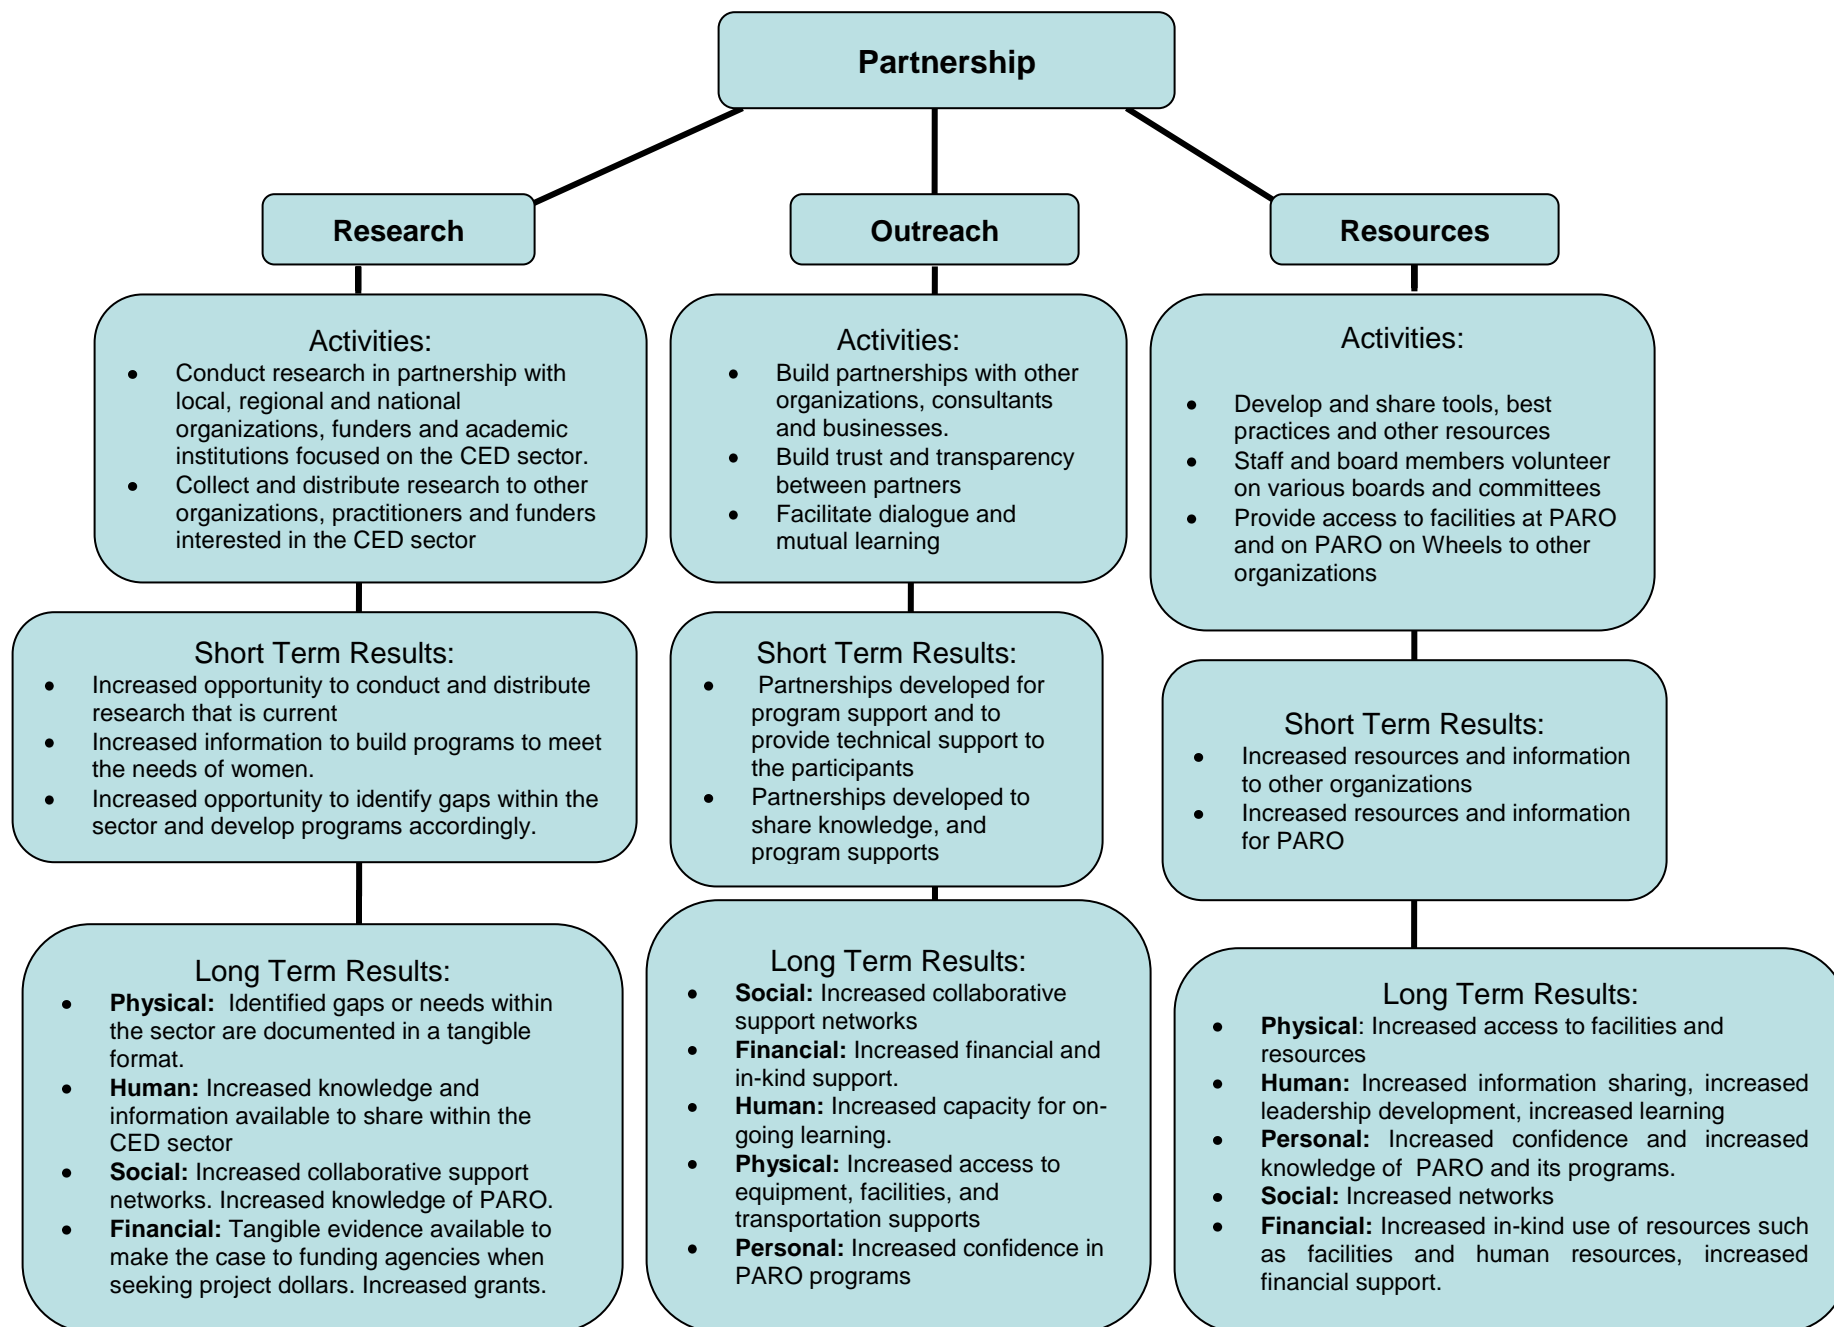 Partnership
Research
Outreach
Resources
Activities:
• Conduct research in partnership with
local, regional and national
organizations, funders and academic
institutions focused on the CED sector.
• Collect and distribute research to other
organizations, practitioners and funders
interested in the CED sector
Activities:
• Build partnerships with other
organizations, consultants
and businesses.
• Build trust and transparency
between partners
• Facilitate dialogue and
mutual learning
Activities:
• Develop and share tools, best
practices and other resources
• Staff and board members volunteer
on various boards and committees
• Provide access to facilities at PARO
and on PARO on Wheels to other
organizations
Short Term Results:
• Increased opportunity to conduct and distribute
research that is current
• Increased information to build programs to meet
the needs of women.
• Increased opportunity to identify gaps within the
sector and develop programs accordingly.
Short Term Results:
• Partnerships developed for
program support and to
provide technical support to
the participants
• Partnerships developed to
share knowledge, and
program supports
Short Term Results:
• Increased resources and information
to other organizations
• Increased resources and information
for PARO
Long Term Results:
• Physical: Identified gaps or needs within
the sector are documented in a tangible
format.
• Human: Increased knowledge and
information available to share within the
CED sector
• Social: Increased collaborative support
networks. Increased knowledge of PARO.
• Financial: Tangible evidence available to
make the case to funding agencies when
seeking project dollars. Increased grants.
Long Term Results:
• Social: Increased collaborative
support networks
• Financial: Increased financial and
in-kind support.
• Human: Increased capacity for on-
going learning.
• Physical: Increased access to
equipment, facilities, and
transportation supports
• Personal: Increased confidence in
PARO programs
Long Term Results:
• Physical: Increased access to facilities and
resources
• Human: Increased information sharing, increased
leadership development, increased learning
• Personal: Increased confidence and increased
knowledge of PARO and its programs.
• Social: Increased networks
• Financial: Increased in-kind use of resources such
as facilities and human resources, increased
financial support.